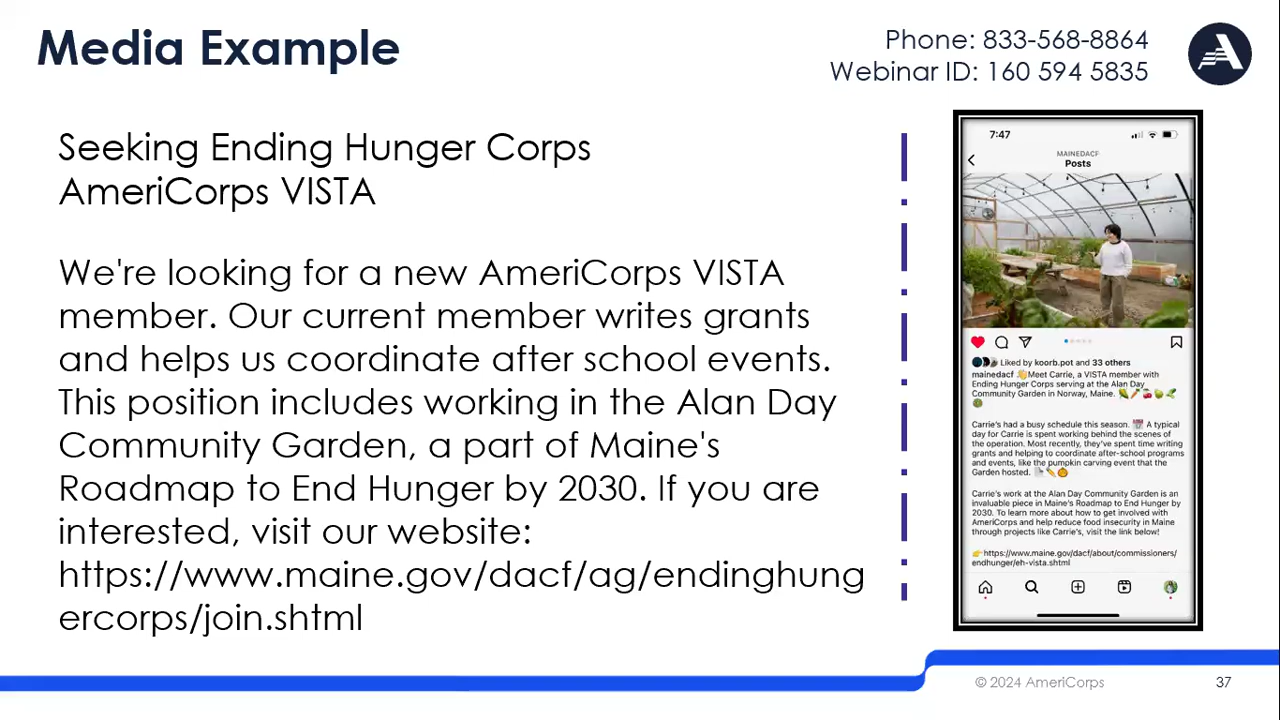 Media Example
Phone: 833-568-8864
Webinar ID: 160 594 5835
Seeking Ending Hunger Corps
AmeriCorps VISTA
We're looking for a new AmeriCorps VISTA
member. Our current member writes grants
and helps us coordinate after school events.
This position includes working in the Alan Day
Community Garden, a part of Maine's
Roadmap to End Hunger by 2030. If you are
interested, visit our website:
https://www.maine.gov/dacf/ag/endinghung
ercorps/join.shtml
7:47
MAINEDACF
Posts
Liked by koorb.pot and 33 others
mainedacf 👋Meet Carrie, a VISTA member with
Ending Hunger Corps serving at the Alan Day
Community Garden in Norway, Maine.
Carrie's had a busy schedule this season. 📅 A typical
day for Carrie is spent working behind the scenes of
the operation. Most recently, they've spent time writing
grants and helping to coordinate after-school programs
and events, like the pumpkin carving event that the
Garden hosted.
Carrie's work at the Alan Day Community Garden is an
invaluable piece in Maine's Roadmap to End Hunger by
2030. To learn more about how to get involved with
AmeriCorps and help reduce food insecurity in Maine
through projects like Carrie's, visit the link below!
👉https://www.maine.gov/dacf/about/commissioners/
endhunger/eh-vista.shtml
© 2024 AmeriCorps
37